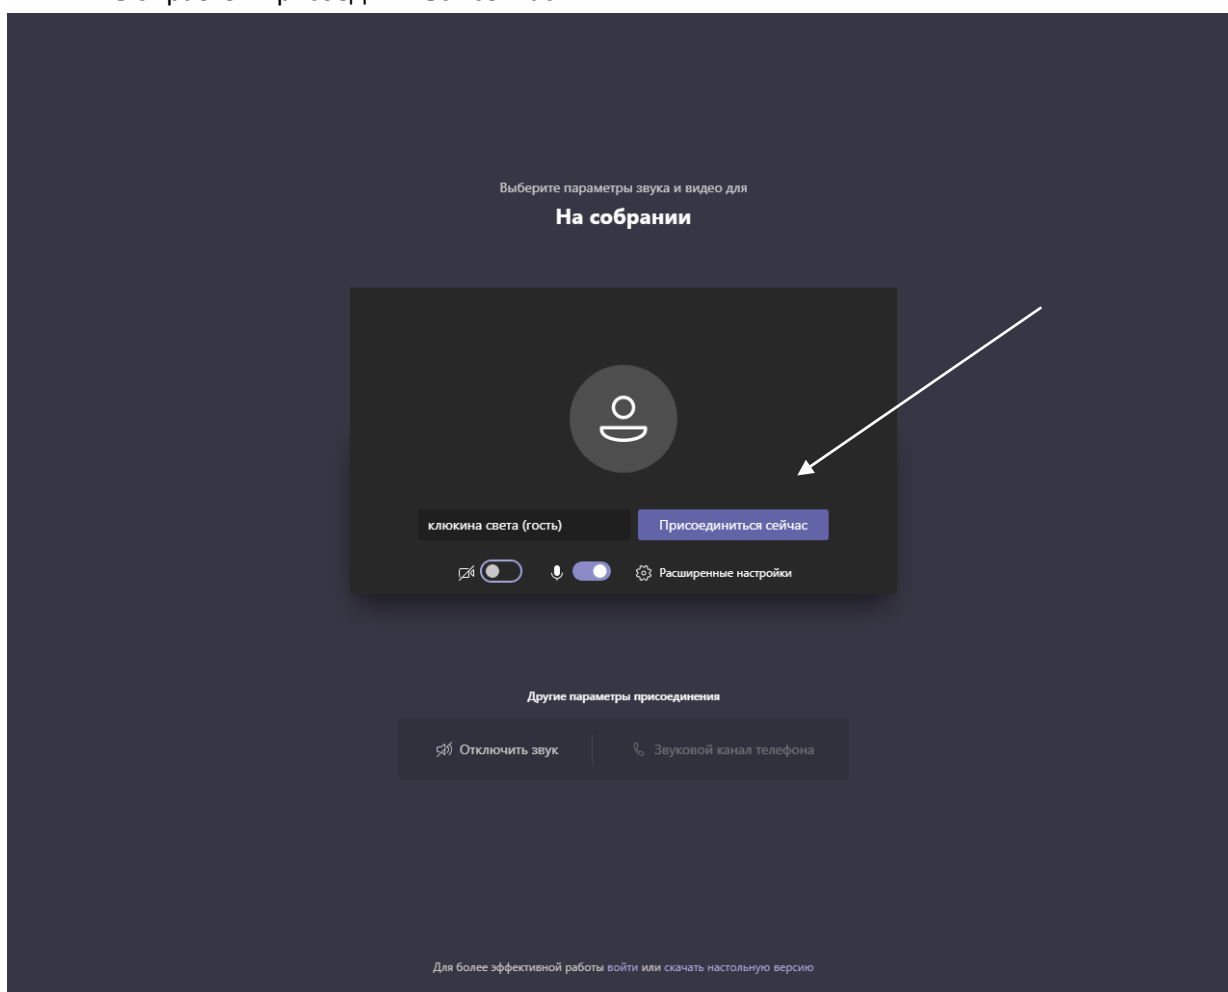 Выберите параметры звука и видео для
На собрании
клюкина света (гость)
Присоединиться сейчас
Расширенные настройки
Другие параметры присоединения
Отключить звук
Звуковой канал телефона
Для более эффективной работы войти или скачать настольную версию